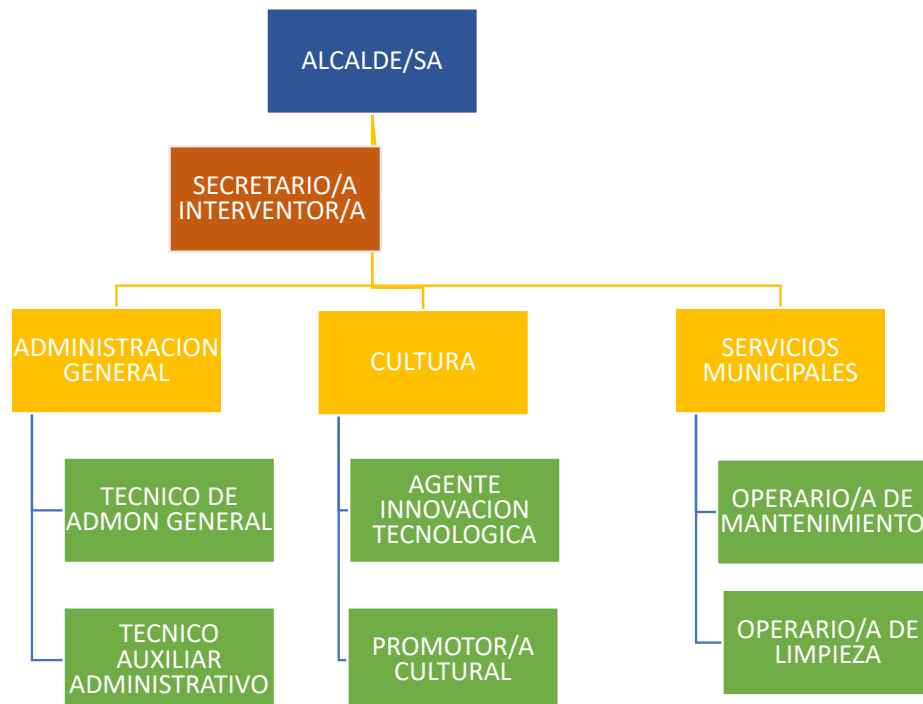 ALCALDE/SA
SECRETARIO/A
INTERVENTOR/A
ADMINISTRACION
GENERAL
CULTURA
SERVICIOS
MUNICIPALES
TECNICO DE
ADMON GENERAL
AGENTE
INNOVACION
TECNOLOGICA
OPERARIO/A DE
MANTENIMIENTO
TECNICO
AUXILIAR
ADMINISTRATIVO
PROMOTOR/A
CULTURAL
OPERARIO/A DE
LIMPIEZA